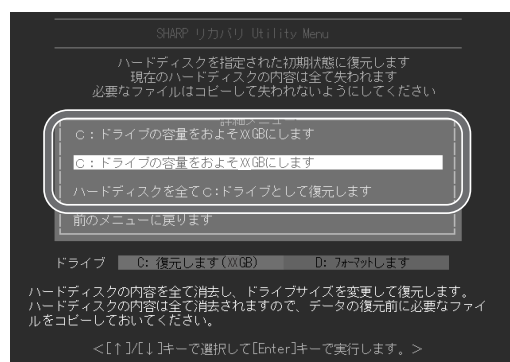 SHARP リカバリ Utility Menu
ハードディスクを指定された初期状態に復元します
現在のハードディスクの内容は全て失われます
必要なファイルはコピーして失われないようにしてください
詳細メニュー
C:ドライブの容量をおよそXXGBにします
C:ドライブの容量をおよそXXGBにします
ハードディスクを全てC:ドライブとして復元します
前のメニューに戻ります
ドライブ C: 復元します(XXGB) D: フォーマットします
ハードディスクの内容を全て消去し、ドライブサイズを変更して復元します。
ハードディスクの内容は全て消去されますので、データの復元前に必要なファイ
ルをコピーしておいてください。
<[↑]/[↓]キーで選択して[Enter]キーで実行します。>